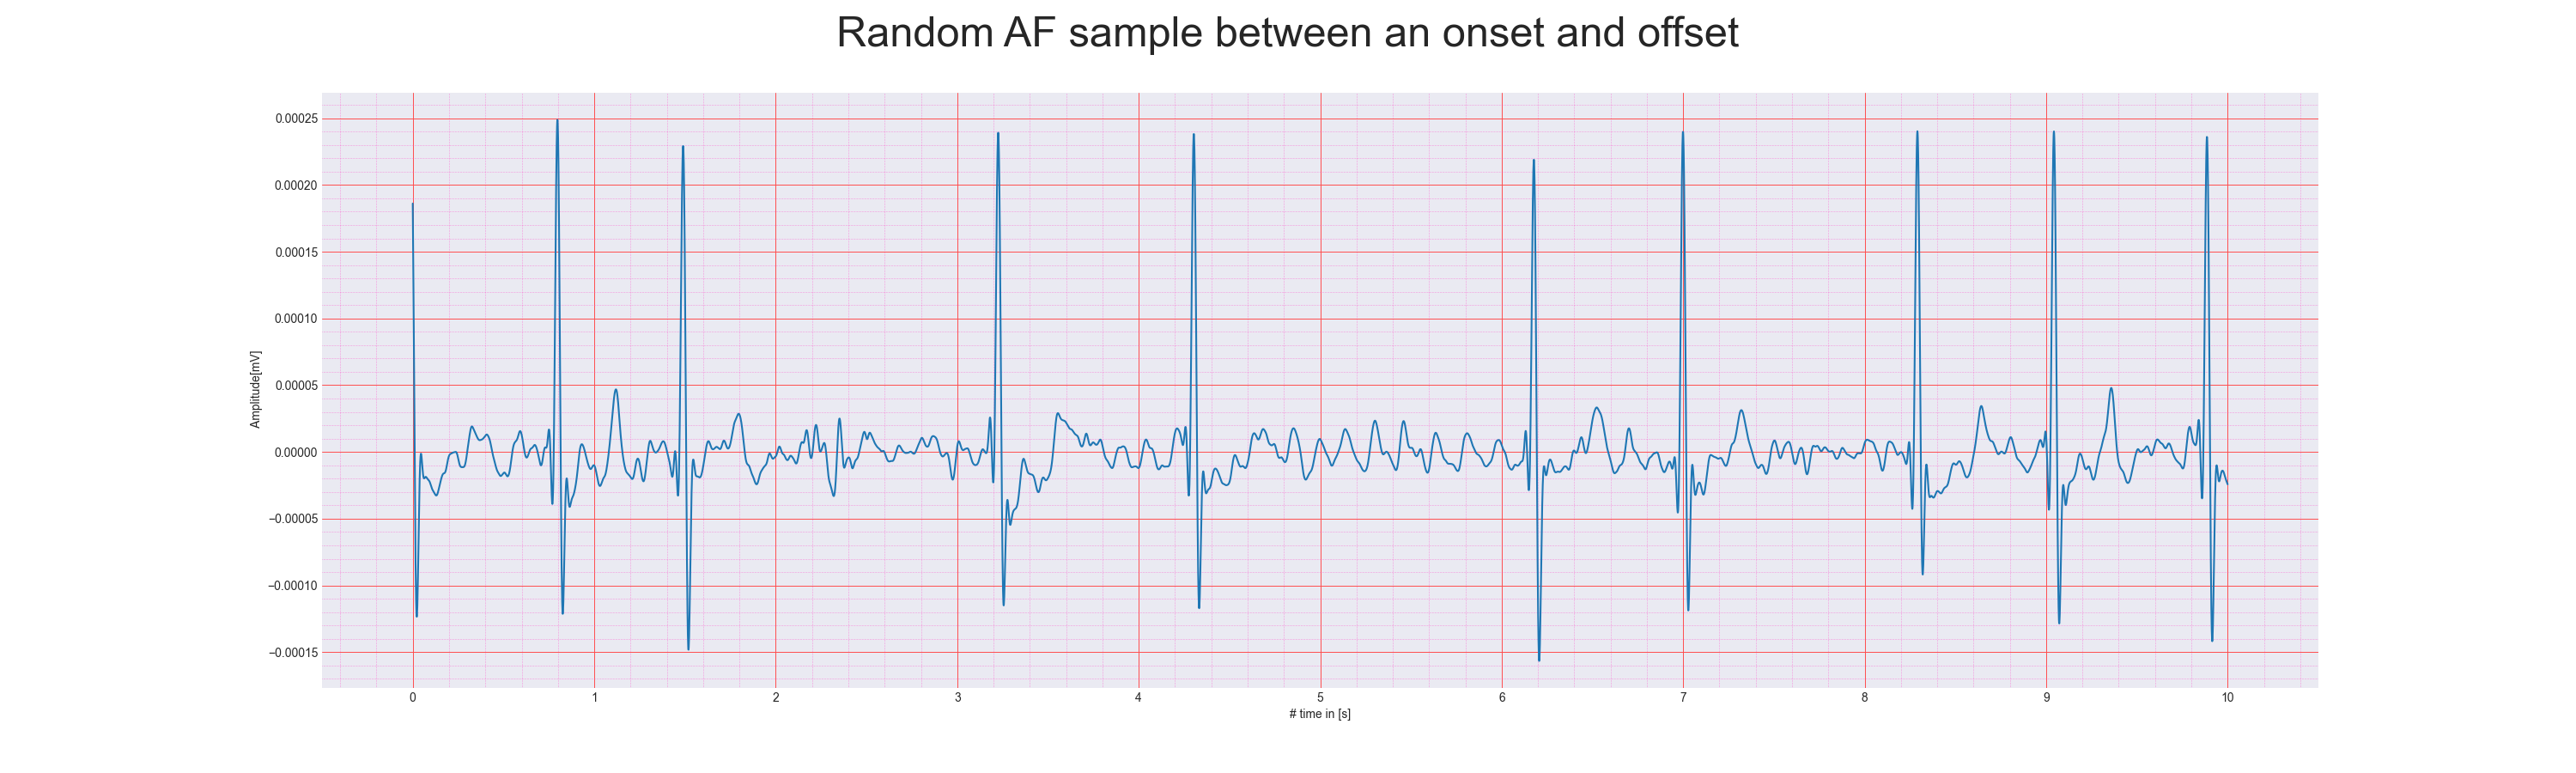 Random AF sample between an onset and offset
0.00025
0.00020
0.00015
0.00010
0.00005
0.00000
−0.00005
−0.00010
−0.00015
Amplitude[mV]
0 1 2 3 4 5 6 7 8 9 10
# time in [s]